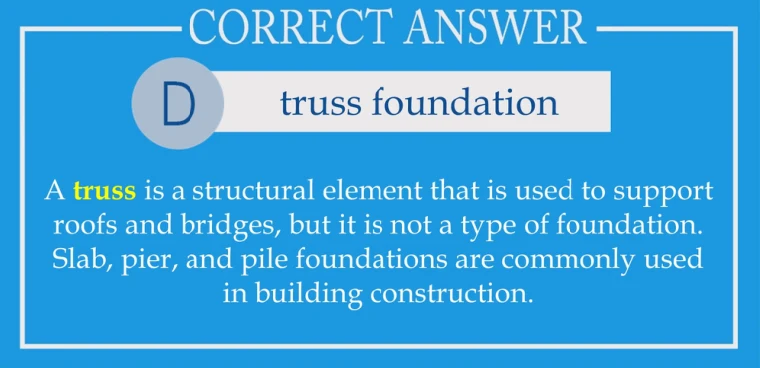 CORRECT ANSWER
D truss foundation
A truss is a structural element that is used to support
roofs and bridges, but it is not a type of foundation.
Slab, pier, and pile foundations are commonly used
in building construction.